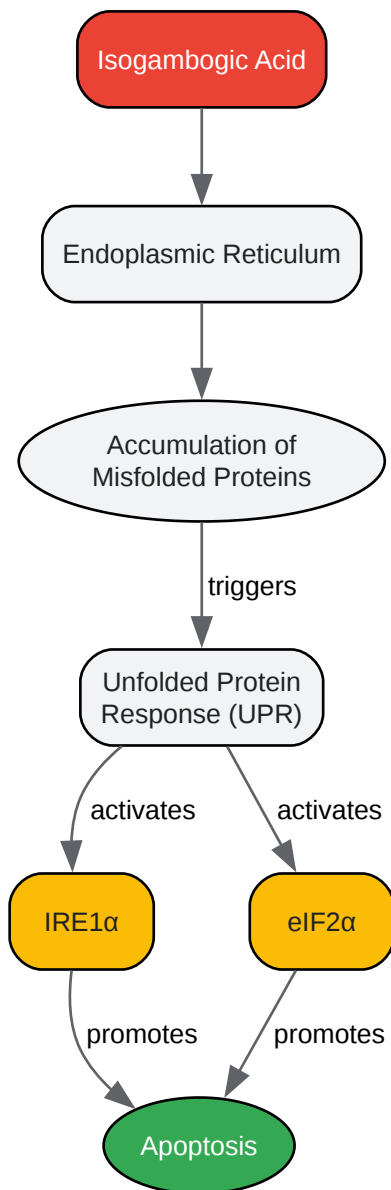 Isogambogic Acid
Endoplasmic Reticulum
Accumulation of
Misfolded Proteins
triggers
Unfolded Protein
Response (UPR)
activates
activates
IRE1α
eIF2α
promotes
promotes
Apoptosis